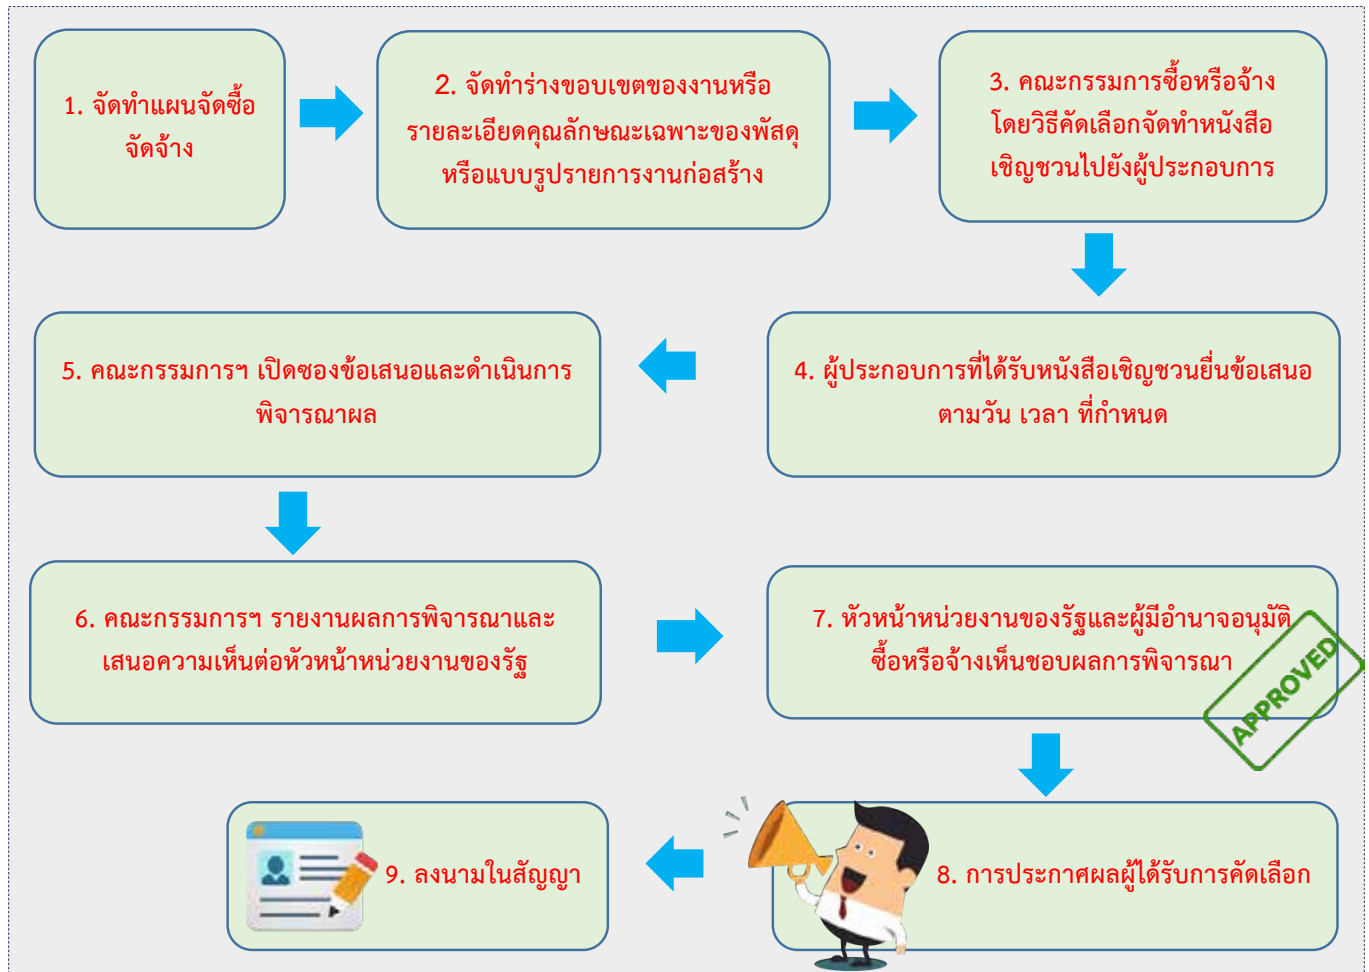 1. จัดทำแผนจัดซื้อ
จัดจ้าง
2. จัดทำร่างขอบเขตของงานหรือ
รายละเอียดคุณลักษณะเฉพาะของพัสดุ
หรือแบบรูปรายการงานก่อสร้าง
3. คณะกรรมการซื้อหรือจ้าง
โดยวิธีคัดเลือกจัดทำหนังสือ
เชิญชวนไปยังผู้ประกอบการ
4. ผู้ประกอบการที่ได้รับหนังสือเชิญชวนยื่นข้อเสนอ
ตามวัน เวลา ที่กำหนด
5. คณะกรรมการฯ เปิดซองข้อเสนอและดำเนินการ
พิจารณาผล
6. คณะกรรมการฯ รายงานผลการพิจารณาและ
เสนอความเห็นต่อหัวหน้าหน่วยงานของรัฐ
7. หัวหน้าหน่วยงานของรัฐและผู้มีอำนาจอนุมัติ
ซื้อหรือจ้างเห็นชอบผลการพิจารณา
APPROVED
8. การประกาศผลผู้ได้รับการคัดเลือก
9. ลงนามในสัญญา